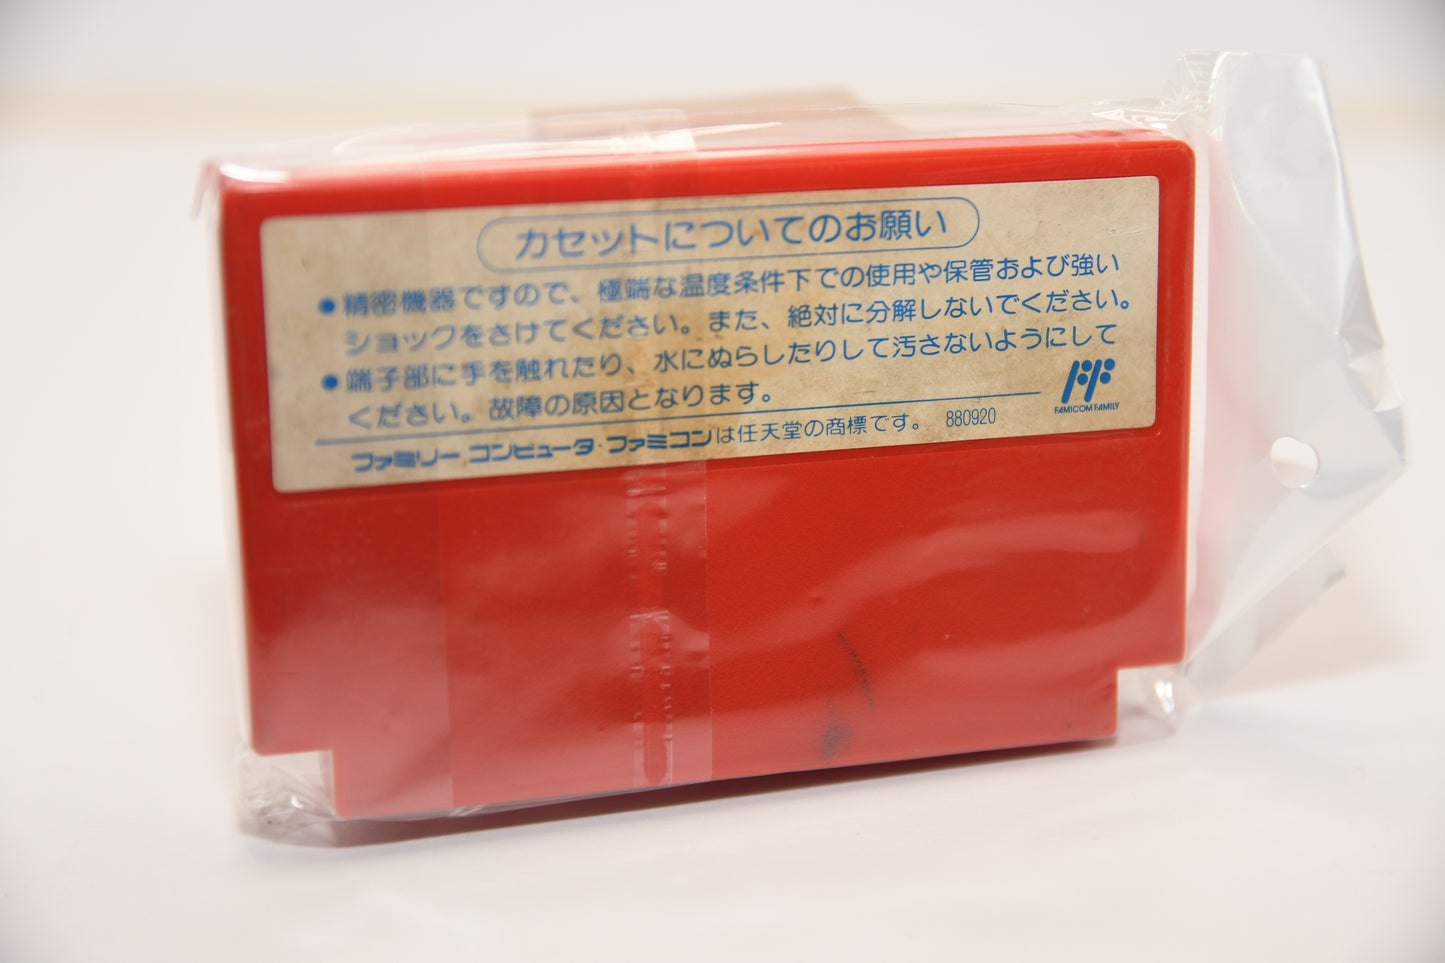 カセットについてのお願い
●精密機器ですので、極端な温度条件下での使用や保管および強い
ショックをさけてください。また、絶対に分解しないでください。
●端子部に手を触れたり、水にぬらしたりして汚さないようにして
ください。故障の原因となります。
FAMICOM FAMILY
ファミリー コンピュータ・ファミコンは任天堂の商標です。 880920